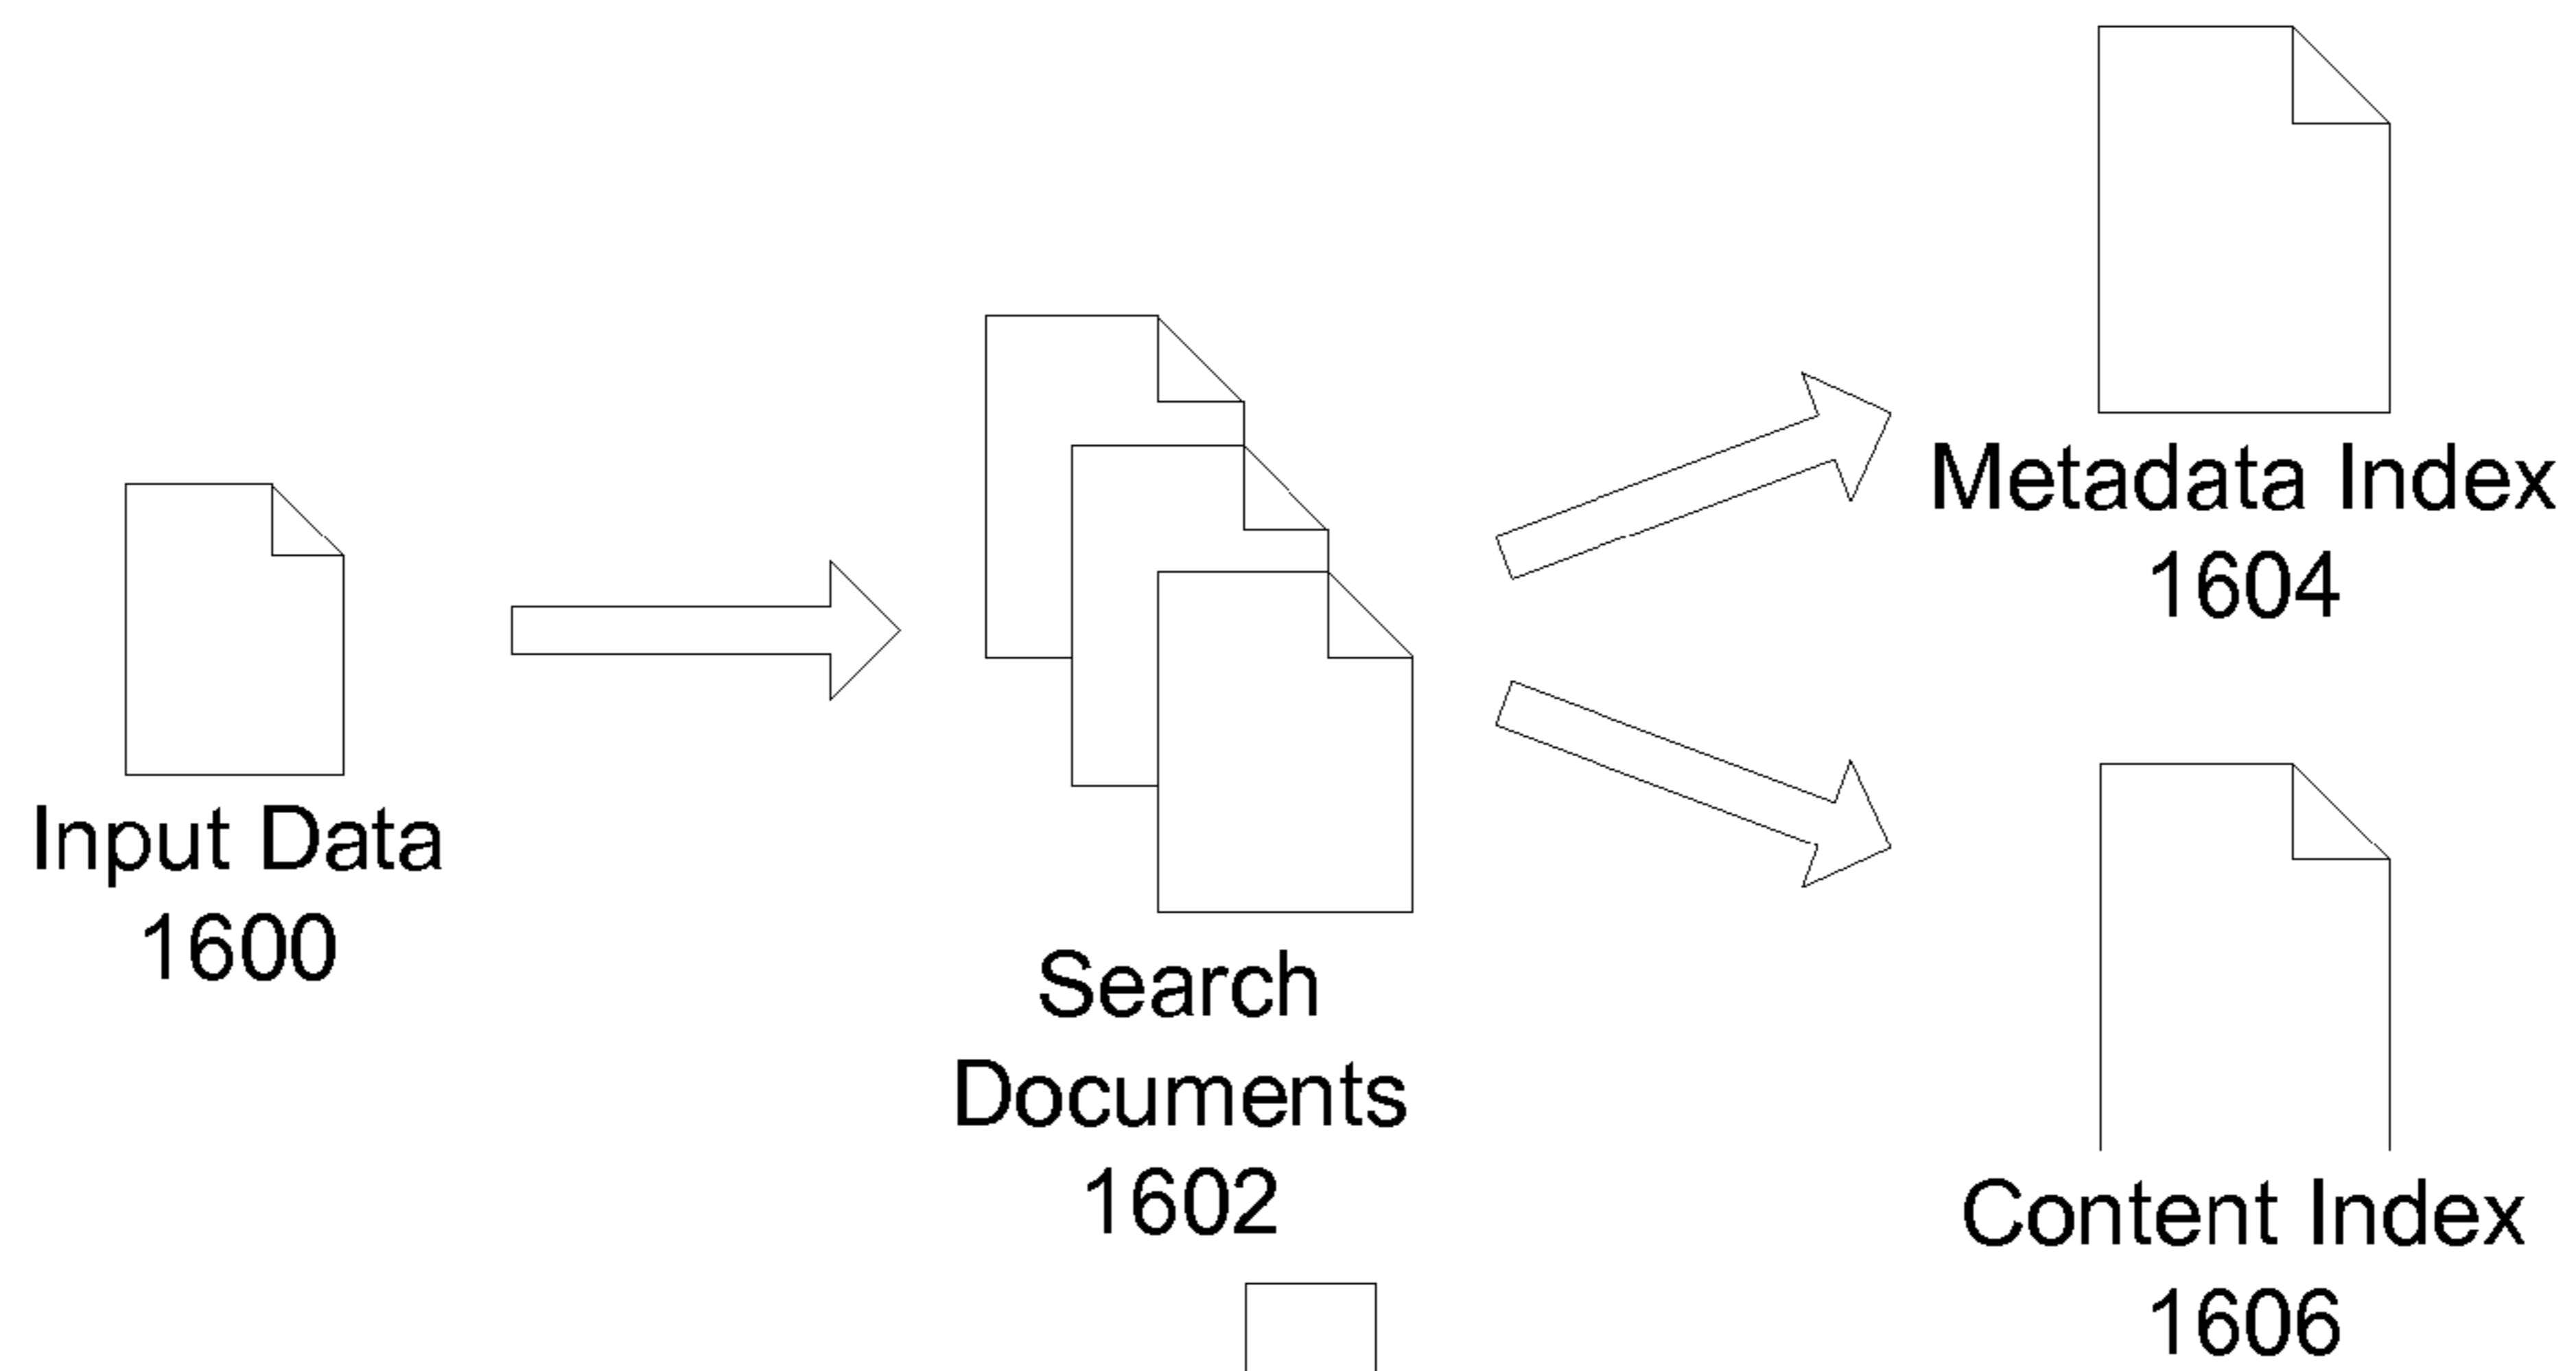 Input Data
1600
Search
Documents
1602
Metadata Index
1604
Content Index
1606